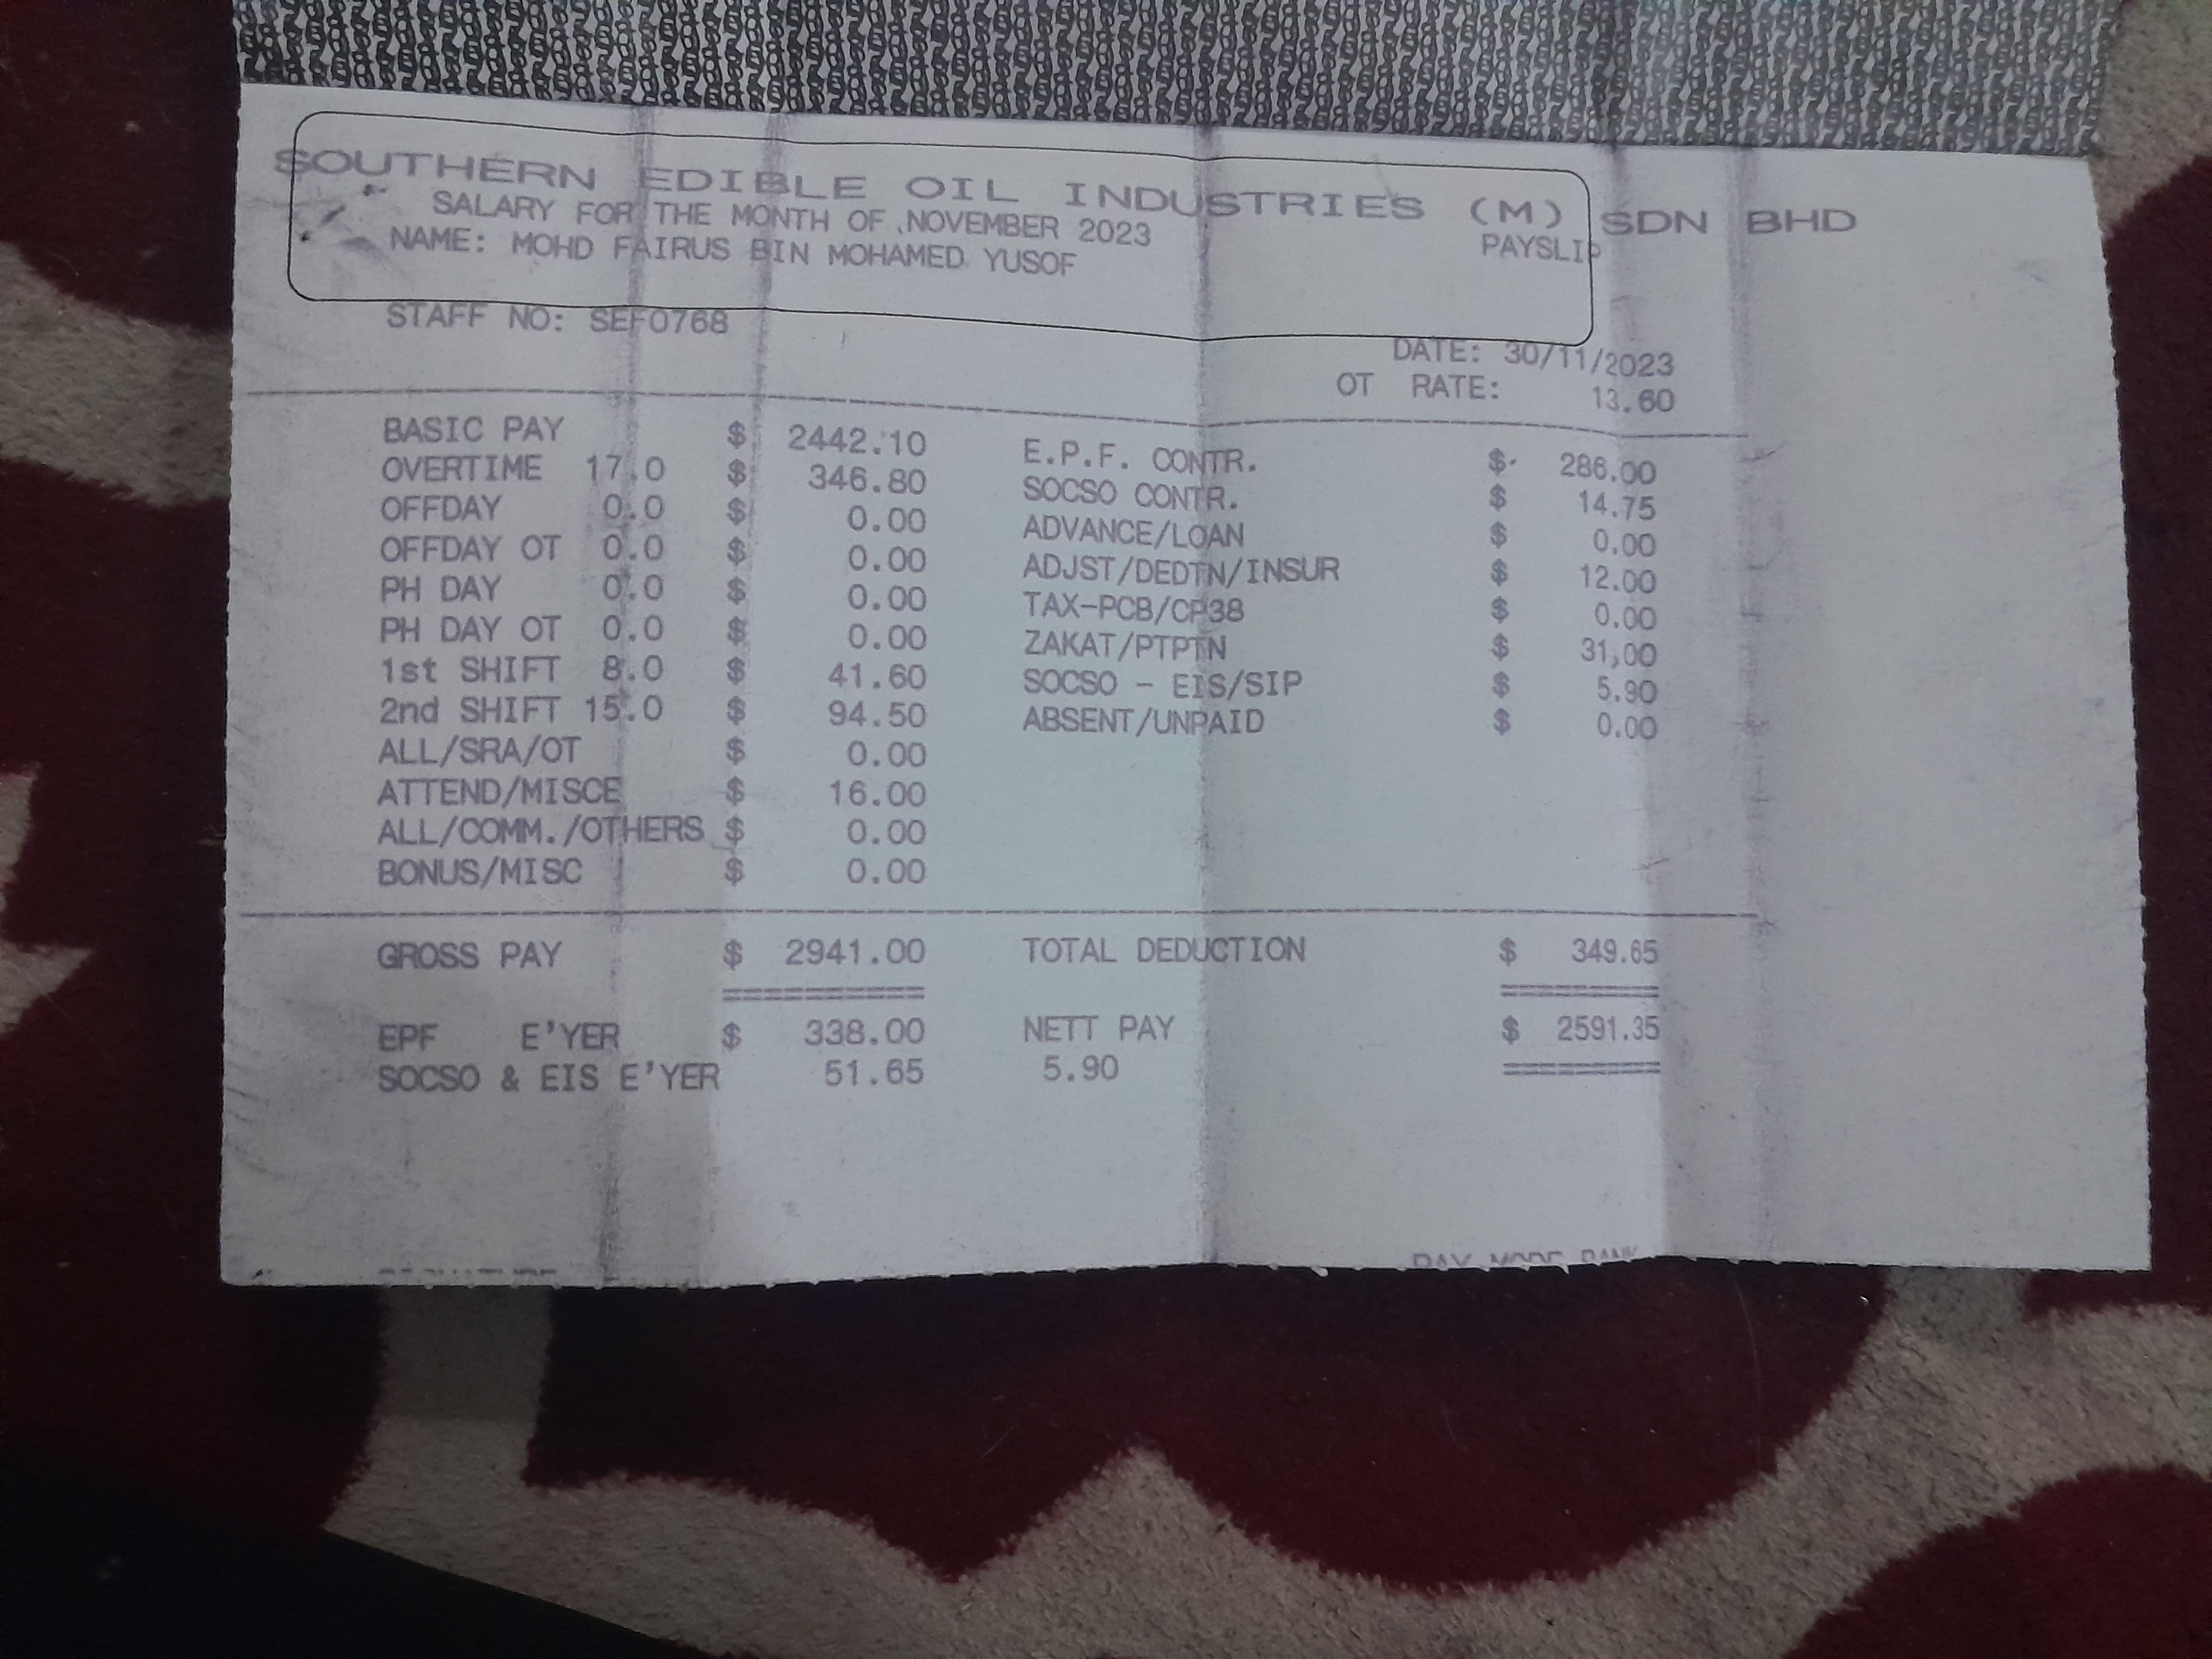 SOUTHERN EDIBLE OIL INDUSTRIES (M) SDN BHD
SALARY FOR THE MONTH OF NOVEMBER 2023 PAYSLIP
NAME: MOHD FAIRUS BIN MOHAMED YUSOF
DATE: 30/11/2023
STAFF NO: SEF0768 OT RATE: 13.60
BASIC PAY $ 2442.10 E.P.F. CONTR. $ 286.00
OVERTIME 17.0 $ 346.80 SOCSO CONTR. $ 14.75
OFFDAY 0.0 $ 0.00 ADVANCE/LOAN $ 0.00
OFFDAY OT 0.0 $ 0.00 ADJST/DEDTN/INSUR $ 12.00
PH DAY 0.0 $ 0.00 TAX-PCB/CP38 $ 0.00
PH DAY OT 0.0 $ 0.00 ZAKAT/PTPTN $ 31.00
1st SHIFT 8.0 $ 41.60 SOCSO - EIS/SIP $ 5.90
2nd SHIFT 15.0 $ 94.50 ABSENT/UNPAID $ 0.00
ALL/SRA/OT $ 0.00
ATTEND/MISCE $ 16.00
ALL/COMM./OTHERS $ 0.00
BONUS/MISC $ 0.00
GROSS PAY $ 2941.00 TOTAL DEDUCTION $ 349.65
======= =======
EPF E'YER $ 338.00 NETT PAY $ 2591.35
SOCSO & EIS E'YER 51.65 5.90 =======